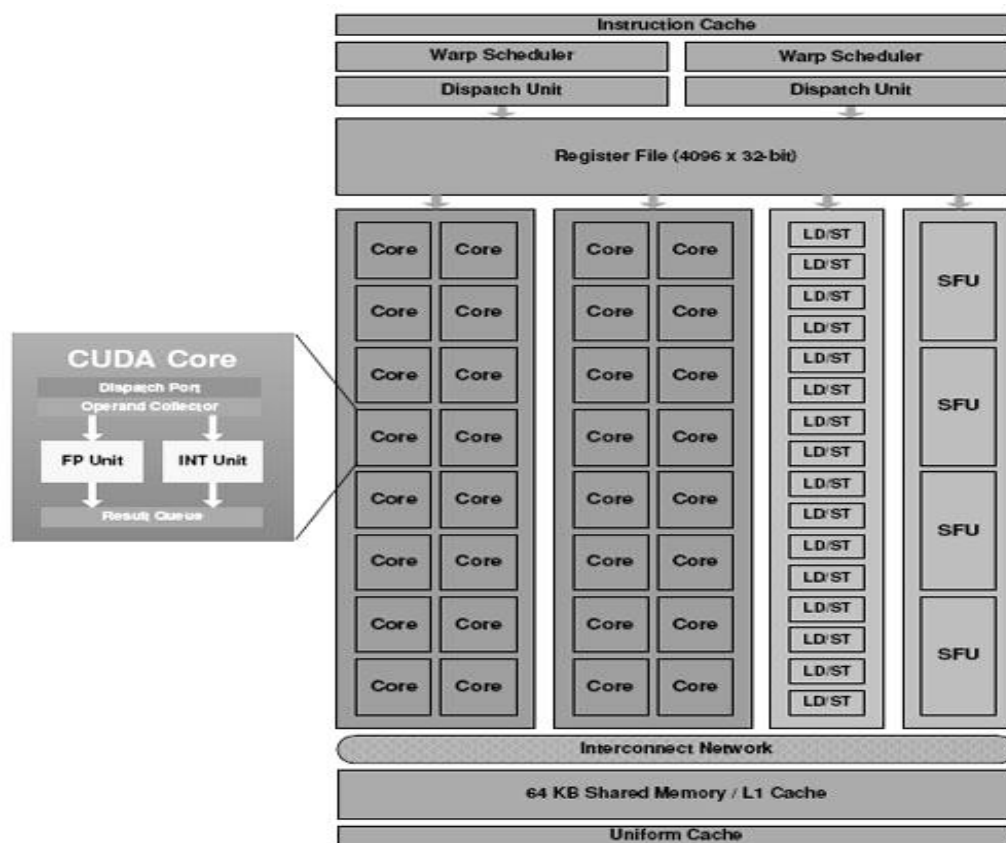 Instruction Cache
Warp Scheduler Warp Scheduler
Dispatch Unit Dispatch Unit
Register File (4096 x 32-bit)
Core Core Core Core LD/ST SFU
LD/ST
Core Core Core Core LD/ST
LD/ST
CUDA Core
Dispatch Port
Operand Collector
FP Unit INT Unit
Result Queue
Core Core Core Core LD/ST SFU
LD/ST
Core Core Core Core LD/ST
LD/ST
Core Core Core Core LD/ST SFU
LD/ST
Core Core Core Core LD/ST
LD/ST
Core Core Core Core LD/ST SFU
LD/ST
Core Core Core Core LD/ST
LD/ST
Interconnect Network
64 KB Shared Memory / L1 Cache
Uniform Cache